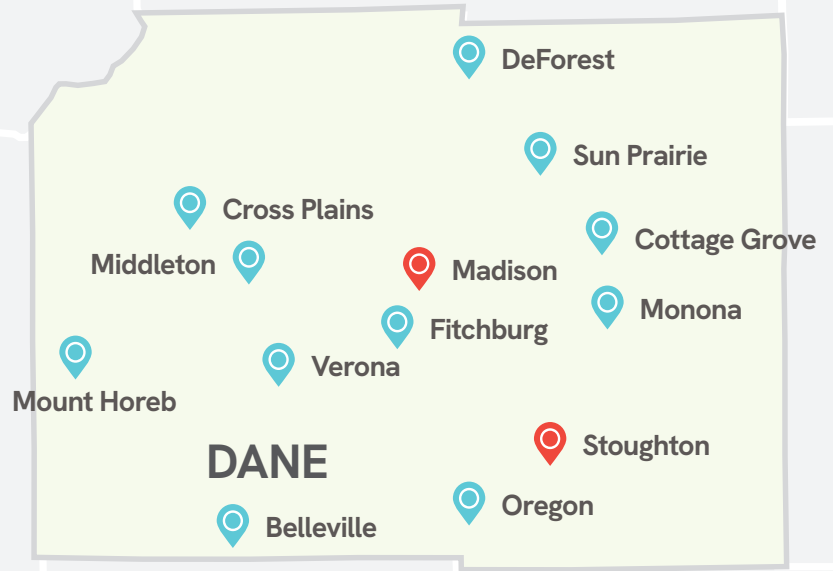 DeForest
Sun Prairie
Cross Plains
Cottage Grove
Middleton
Madison
Monona
Fitchburg
Verona
Mount Horeb
Stoughton
DANE
Oregon
Belleville